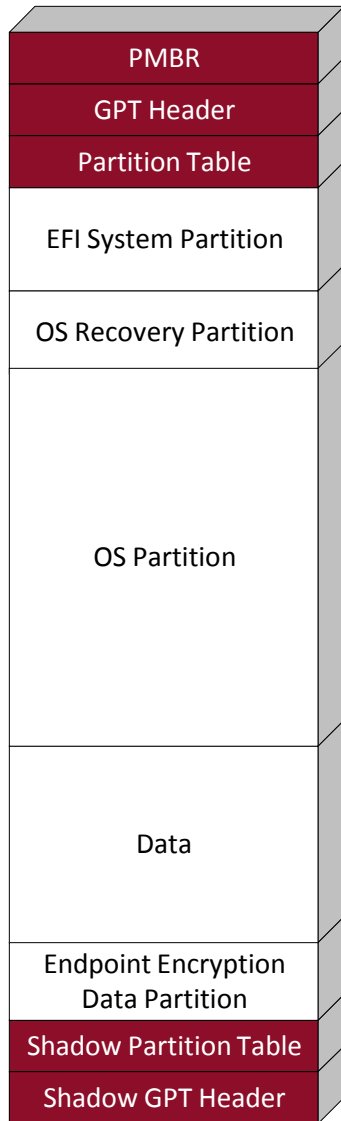 PMBR
GPT Header
Partition Table
EFI System Partition
OS Recovery Partition
OS Partition
Data
Endpoint Encryption
Data Partition
Shadow Partition Table
Shadow GPT Header